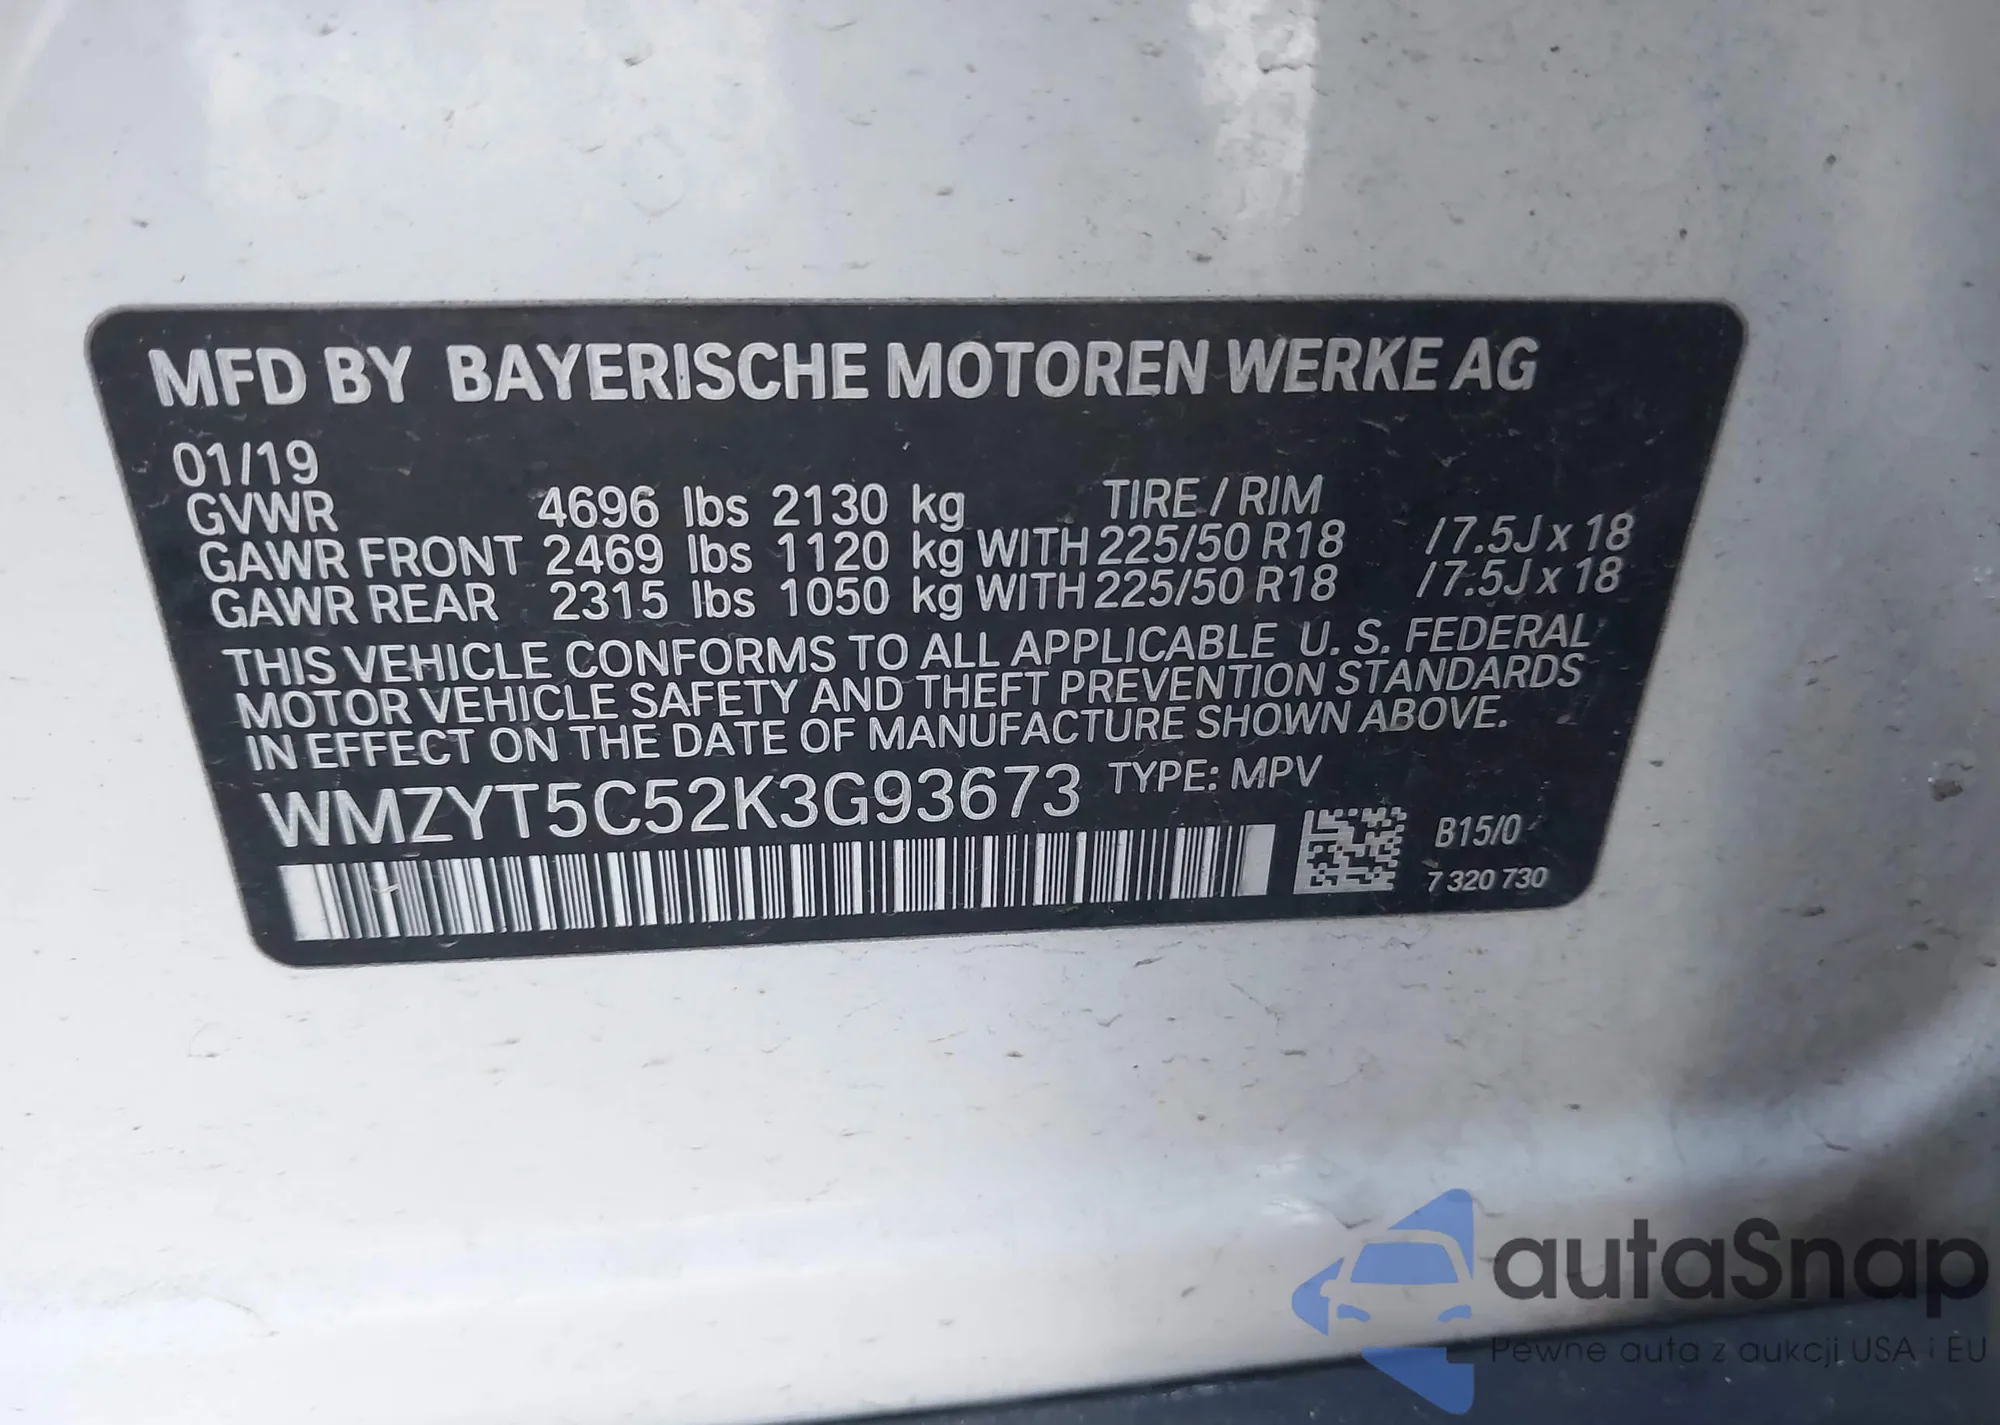 MFD BY BAYERISCHE MOTOREN WERKE AG
01/19
GVWR 4696 lbs 2130 kg TIRE / RIM
GAWR FRONT 2469 lbs 1120 kg WITH 225/50 R18 /7.5J x 18
GAWR REAR 2315 lbs 1050 kg WITH 225/50 R18 /7.5J x 18
THIS VEHICLE CONFORMS TO ALL APPLICABLE U. S. FEDERAL
MOTOR VEHICLE SAFETY AND THEFT PREVENTION STANDARDS
IN EFFECT ON THE DATE OF MANUFACTURE SHOWN ABOVE.
WMZYT5C52K3G93673 TYPE: MPV
B15/0
7 320 730
autaSnap
Pewne auta z aukcji USA i EU